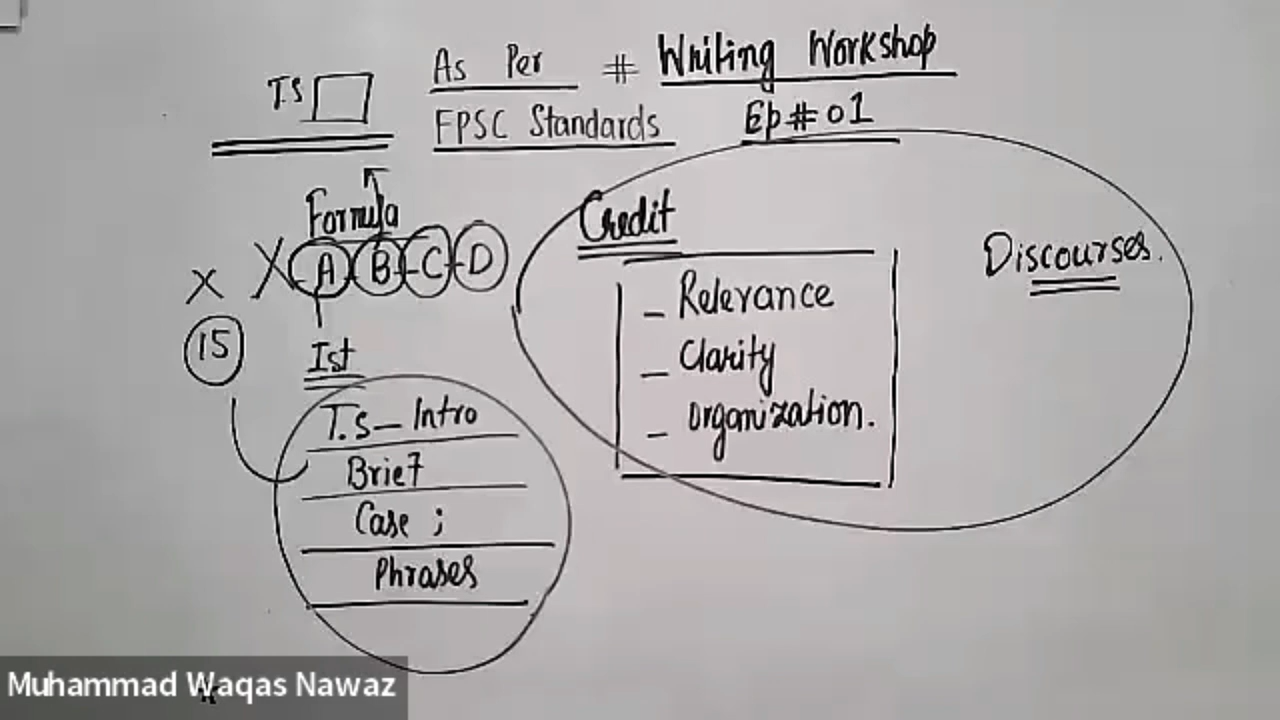 T.S
As Per # Writing Workshop
FPSC Standards Ep # 01
Formula
X X A - B - C - D
15
Ist
T.S - Intro
Brief
Case ;
Phrases
Credit
- Relevance
- Clarity
- organization.
Discourses.
Muhammad Waqas Nawaz